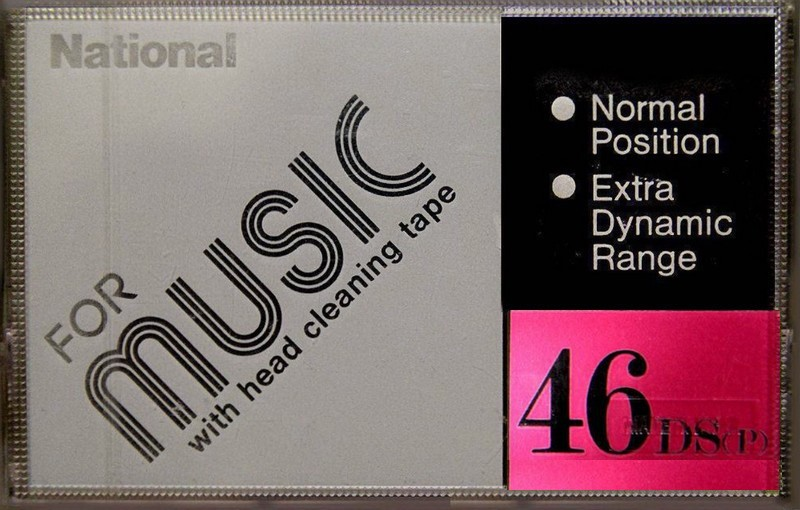 National
FOR
MUSIC
with head cleaning tape
Normal
Position
Extra
Dynamic
Range
46 DS(P)